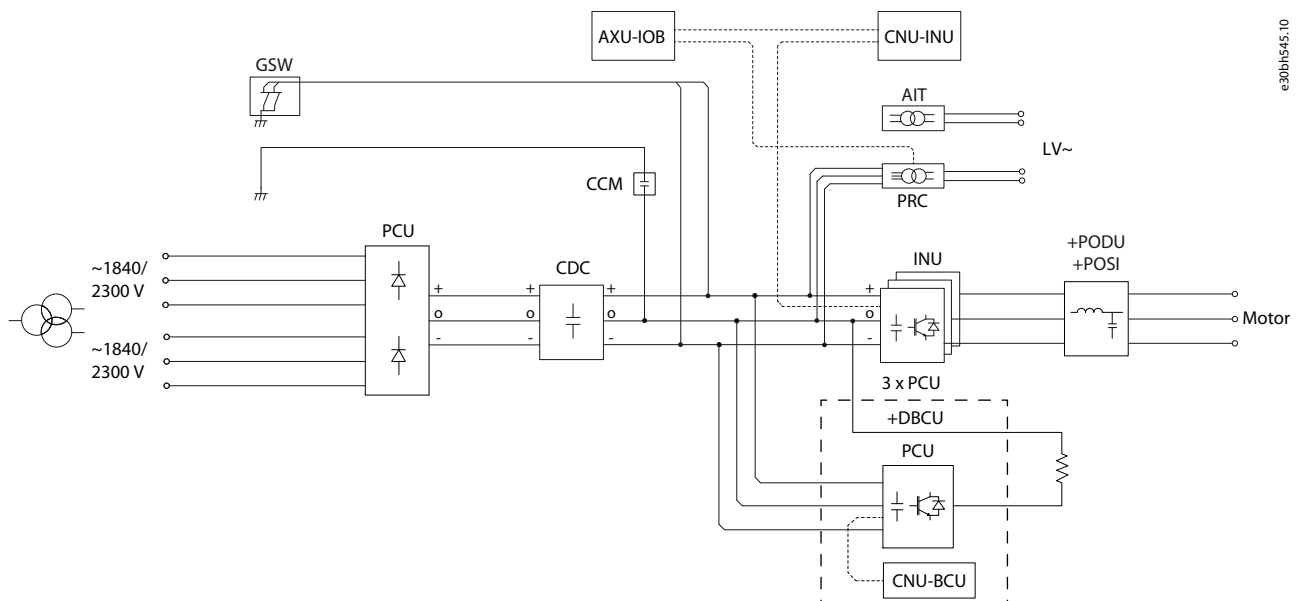 AXU-IOB
CNU-INU
e30bh545.10
GSW
AIT
LV~
CCM
PRC
PCU
CDC
INU
+PODU
+POSI
~1840/
2300 V
+ + + +
o o o o
- - - -
Motor
~1840/
2300 V
3 x PCU
+DBCU
PCU
CNU-BCU